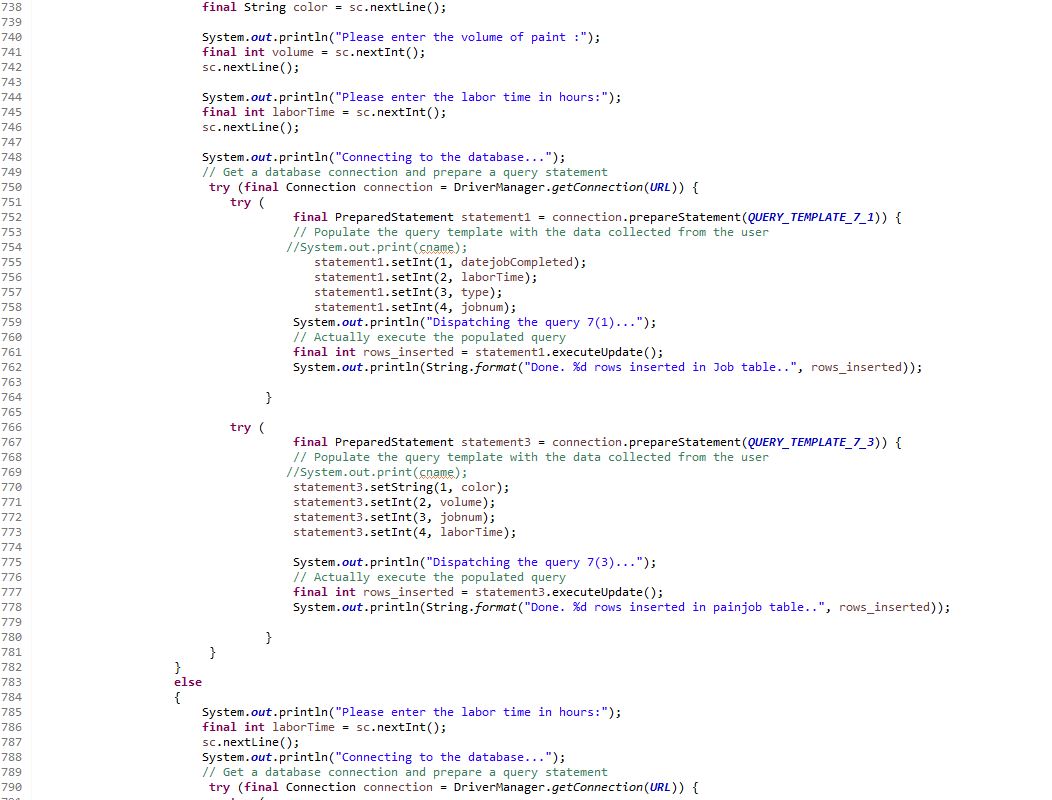 738 final String color = sc.nextLine();
739
740 System.out.println("Please enter the volume of paint :");
741 final int volume = sc.nextInt();
742 sc.nextLine();
743
744 System.out.println("Please enter the labor time in hours:");
745 final int laborTime = sc.nextInt();
746 sc.nextLine();
747
748 System.out.println("Connecting to the database...");
749 // Get a database connection and prepare a query statement
750 try (final Connection connection = DriverManager.getConnection(URL)) {
751 try (
752 final PreparedStatement statement1 = connection.prepareStatement(QUERY_TEMPLATE_7_1)) {
753 // Populate the query template with the data collected from the user
754 //System.out.print(cname);
755 statement1.setInt(1, datejobCompleted);
756 statement1.setInt(2, laborTime);
757 statement1.setInt(3, type);
758 statement1.setInt(4, jobnum);
759 System.out.println("Dispatching the query 7(1)...");
760 // Actually execute the populated query
761 final int rows_inserted = statement1.executeUpdate();
762 System.out.println(String.format("Done. %d rows inserted in Job table..", rows_inserted));
763
764 }
765
766 try (
767 final PreparedStatement statement3 = connection.prepareStatement(QUERY_TEMPLATE_7_3)) {
768 // Populate the query template with the data collected from the user
769 //System.out.print(cname);
770 statement3.setString(1, color);
771 statement3.setInt(2, volume);
772 statement3.setInt(3, jobnum);
773 statement3.setInt(4, laborTime);
774
775 System.out.println("Dispatching the query 7(3)...");
776 // Actually execute the populated query
777 final int rows_inserted = statement3.executeUpdate();
778 System.out.println(String.format("Done. %d rows inserted in painjob table..", rows_inserted));
779
780 }
781 }
782 }
783 else
784 {
785 System.out.println("Please enter the labor time in hours:");
786 final int laborTime = sc.nextInt();
787 sc.nextLine();
788 System.out.println("Connecting to the database...");
789 // Get a database connection and prepare a query statement
790 try (final Connection connection = DriverManager.getConnection(URL)) {